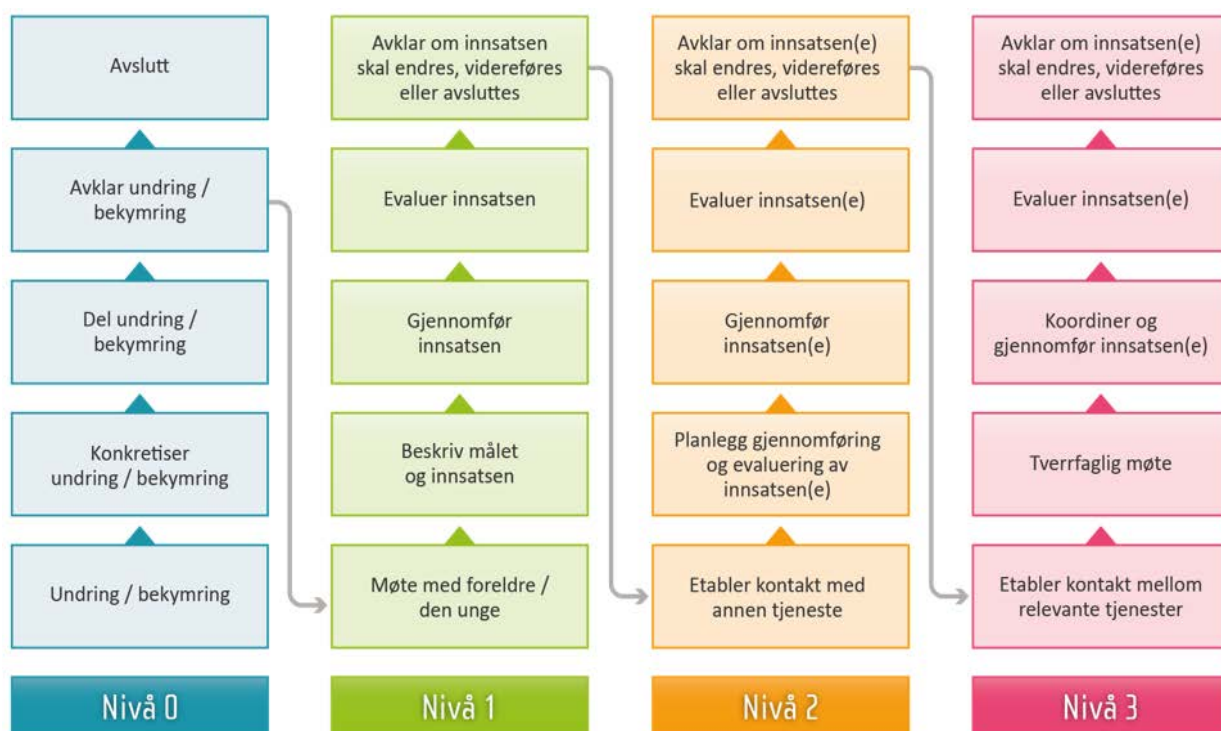 Avslutt
Avklar undring /
bekymring
Del undring /
bekymring
Konkretiser
undring / bekymring
Undring / bekymring
Nivå 0
Avklar om innsatsen
skal endres, videreføres
eller avsluttes
Evaluer innsatsen
Gjennomfør
innsatsen
Beskriv målet
og innsatsen
Møte med foreldre /
den unge
Nivå 1
Avklar om innsatsen(e)
skal endres, videreføres
eller avsluttes
Evaluer innsatsen(e)
Gjennomfør
innsatsen(e)
Planlegg gjennomføring
og evaluering av
innsatsen(e)
Etabler kontakt med
annen tjeneste
Nivå 2
Avklar om innsatsen(e)
skal endres, videreføres
eller avsluttes
Evaluer innsatsen(e)
Koordiner og
gjennomfør innsatsen(e)
Tverrfaglig møte
Etabler kontakt mellom
relevante tjenester
Nivå 3